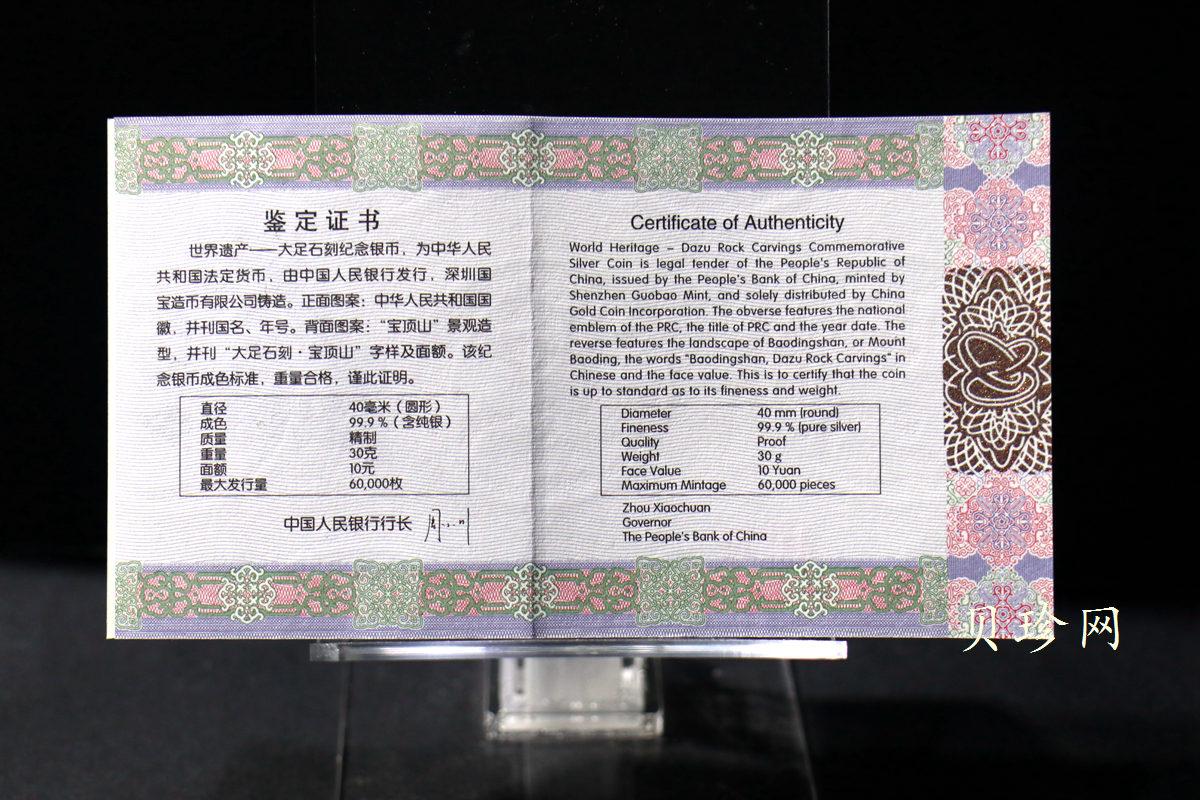 鉴定证书
世界遗产——大足石刻纪念银币，为中华人民
共和国法定货币，由中国人民银行发行，深圳国
宝造币有限公司铸造。正面图案：中华人民共和国国
徽，并刊国名、年号。背面图案：“宝顶山”景观造
型，并刊“大足石刻·宝顶山”字样及面额。该纪
念银币成色标准，重量合格，谨此证明。
直径 40毫米（圆形）
成色 99.9％（含纯银）
质量 精制
重量 30克
面额 10元
最大发行量 60,000枚
中国人民银行行长 周小川
Certificate of Authenticity
World Heritage – Dazu Rock Carvings Commemorative
Silver Coin is legal tender of the People's Republic of
China, issued by the People's Bank of China, minted by
Shenzhen Guobao Mint, and solely distributed by China
Gold Coin Incorporation. The obverse features the national
emblem of the PRC, the title of PRC and the year date. The
reverse features the landscape of Baodingshan, or Mount
Baoding, the words "Baodingshan, Dazu Rock Carvings" in
Chinese and the face value. This is to certify that the coin
is up to standard as to its fineness and weight.
Diameter 40 mm (round)
Fineness 99.9 % (pure silver)
Quality Proof
Weight 30 g
Face Value 10 Yuan
Maximum Mintage 60,000 pieces
Zhou Xiaochuan
Governor
The People's Bank of China
贝珍网